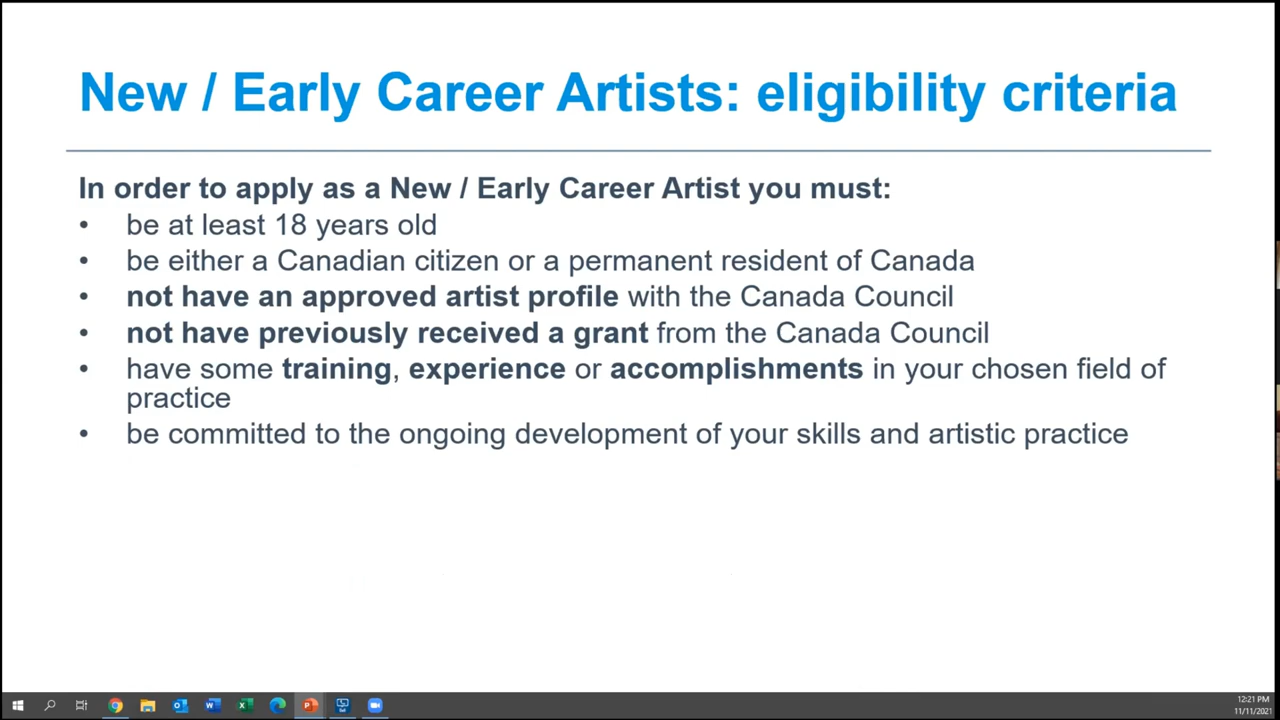 New / Early Career Artists: eligibility criteria
In order to apply as a New / Early Career Artist you must:
• be at least 18 years old
• be either a Canadian citizen or a permanent resident of Canada
• not have an approved artist profile with the Canada Council
• not have previously received a grant from the Canada Council
• have some training, experience or accomplishments in your chosen field of
practice
• be committed to the ongoing development of your skills and artistic practice
12:21 PM
11/11/2021